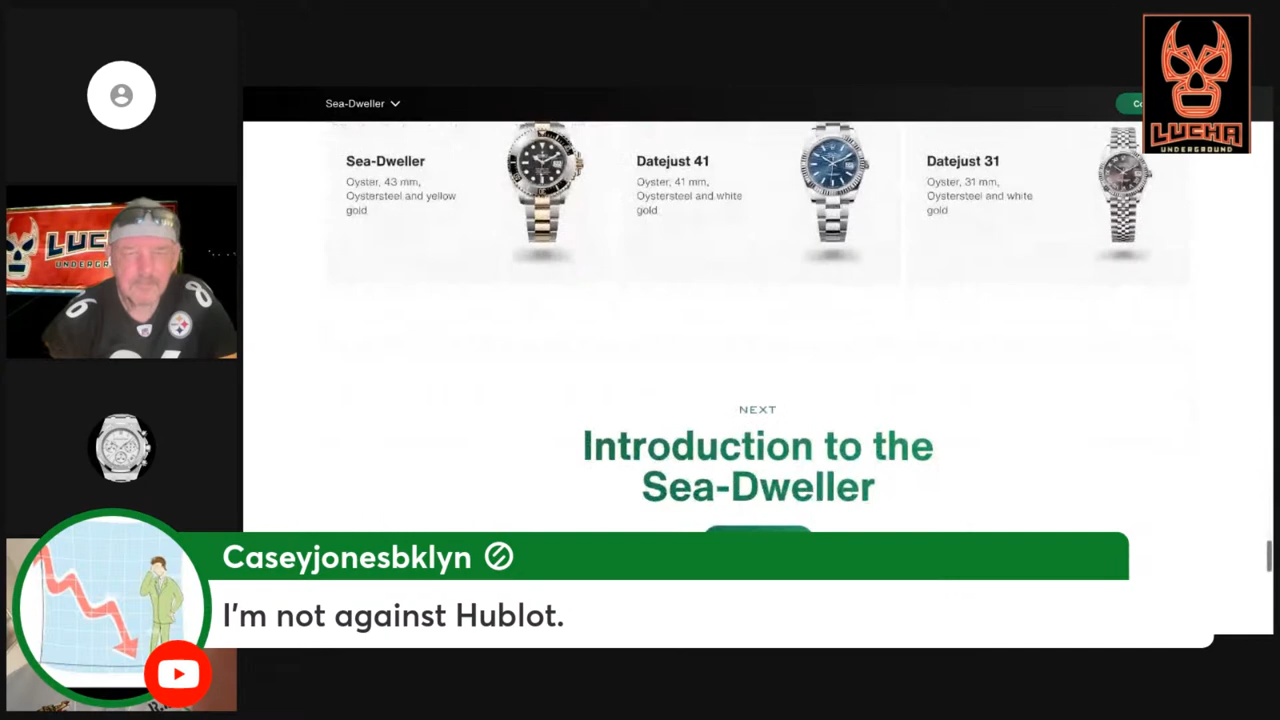 Sea-Dweller
LUCHA
UNDERGROUND
Sea-Dweller
Oyster, 43 mm,
Oystersteel and yellow
gold
Datejust 41
Oyster, 41 mm,
Oystersteel and white
gold
Datejust 31
Oyster, 31 mm,
Oystersteel and white
gold
NEXT
Introduction to the
Sea-Dweller
Caseyjonesbklyn
I'm not against Hublot.